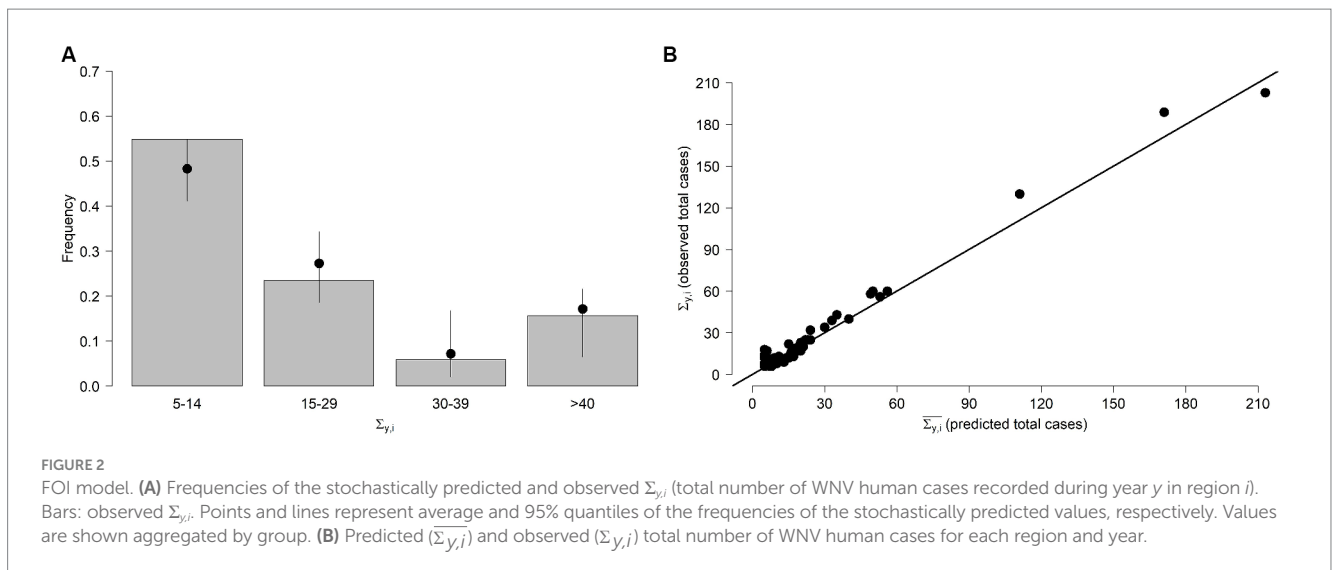 A
0.7
0.6
0.5
0.4
0.3
0.2
0.1
0.0
Frequency
5-14 15-29 30-39 >40
Σy,i
B
210
180
150
120
90
60
30
0
Σy,i (observed total cases)
0 30 60 90 120 150 180 210
Σy,i (predicted total cases)
FIGURE 2
FOI model. (A) Frequencies of the stochastically predicted and observed Σy,i (total number of WNV human cases recorded during year y in region i).
Bars: observed Σy,i. Points and lines represent average and 95% quantiles of the frequencies of the stochastically predicted values, respectively. Values
are shown aggregated by group. (B) Predicted (Σy,i) and observed (Σy,i) total number of WNV human cases for each region and year.